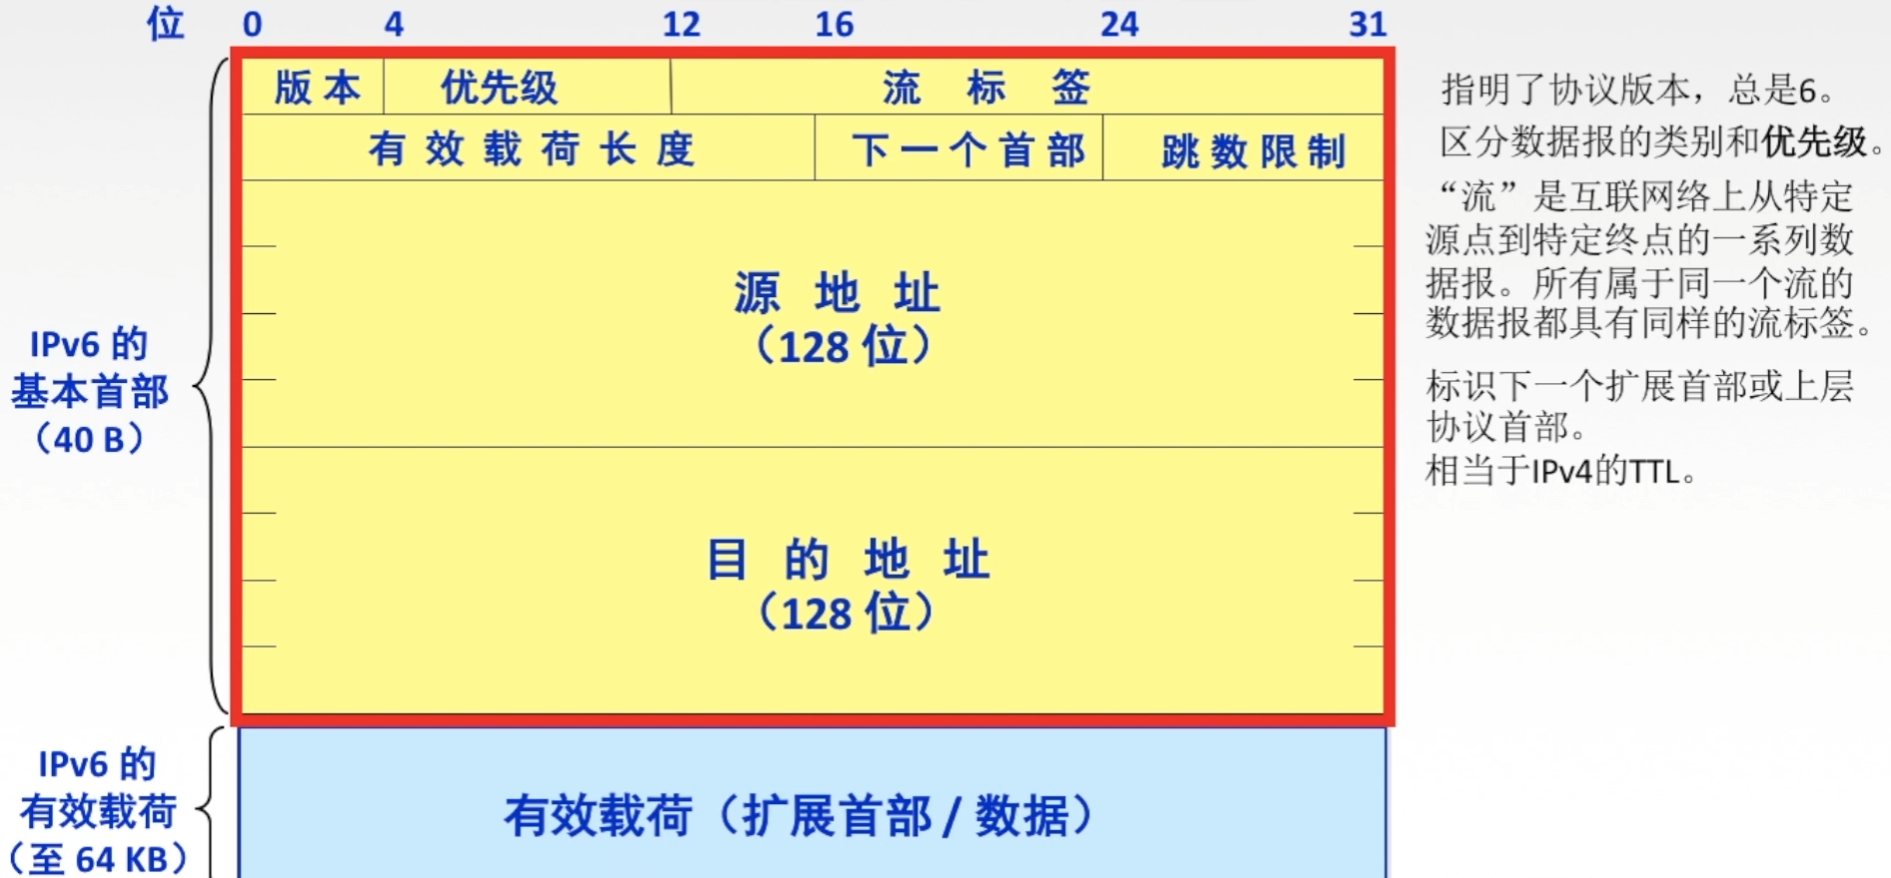 位 0 4 12 16 24 31
版本 优先级 流标签
有效载荷长度 下一个首部 跳数限制
源地址
（128 位）
目的地址
（128 位）
IPv6 的
基本首部
（40 B）
IPv6 的
有效载荷
（至 64 KB）
有效载荷（扩展首部 / 数据）
指明了协议版本，总是6。
区分数据报的类别和优先级。
“流”是互联网络上从特定
源点到特定终点的一系列数
据报。所有属于同一个流的
数据报都具有同样的流标签。
标识下一个扩展首部或上层
协议首部。
相当于IPv4的TTL。